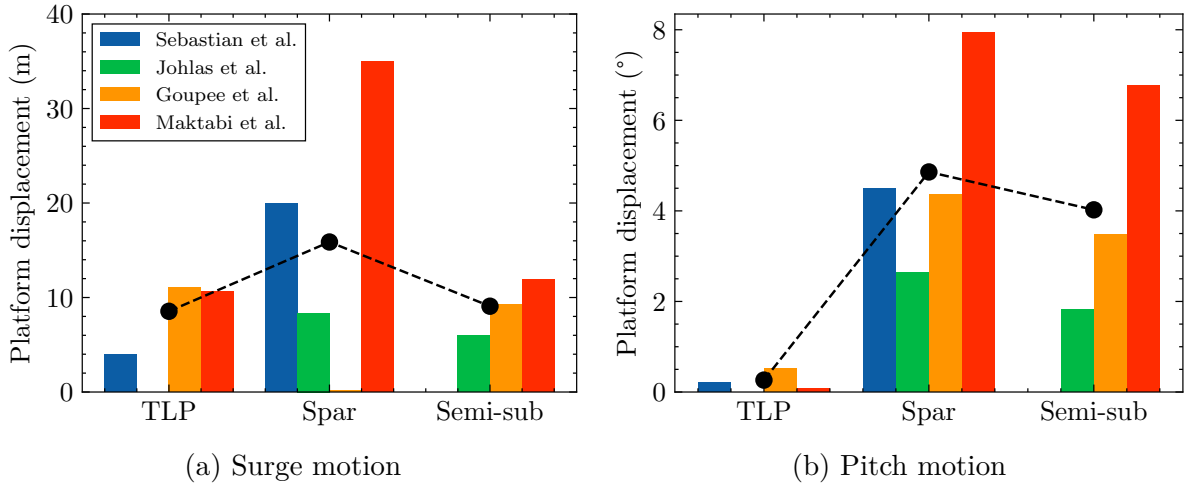 Platform displacement (m)
40
30
20
10
0
Sebastian et al.
Johlas et al.
Goupee et al.
Maktabi et al.
TLP Spar Semi-sub
(a) Surge motion
Platform displacement (°)
8
6
4
2
0
TLP Spar Semi-sub
(b) Pitch motion